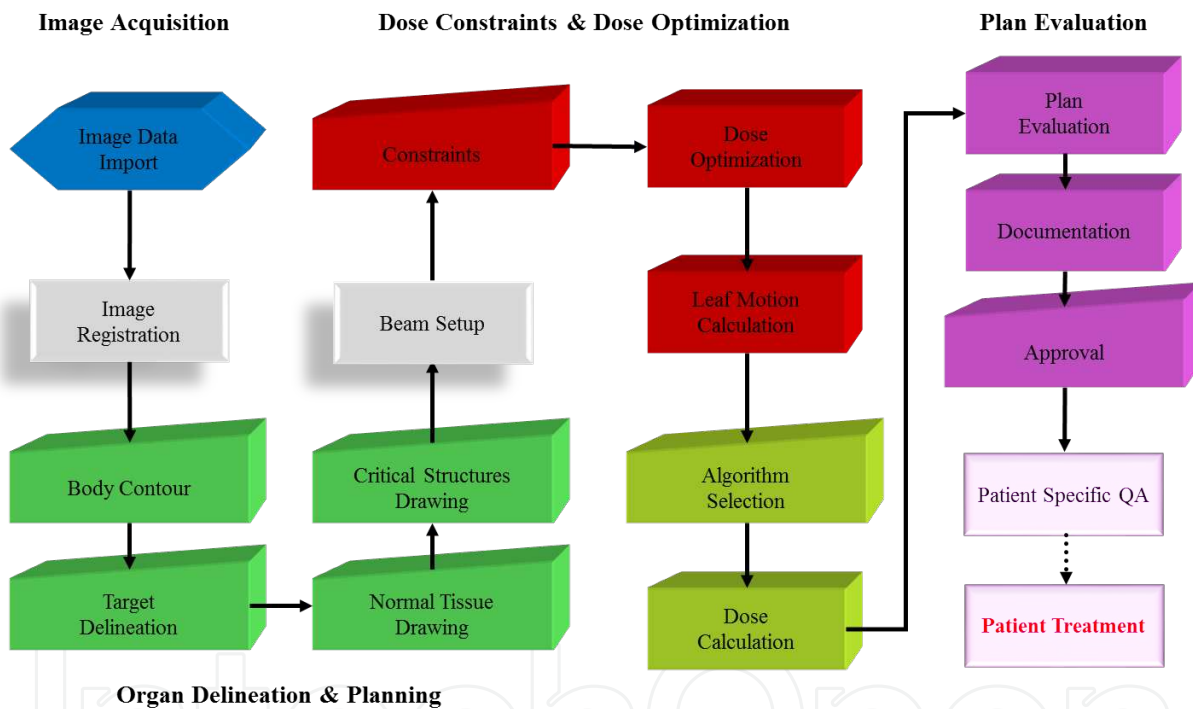 Image Acquisition
Dose Constraints & Dose Optimization
Plan Evaluation
Image Data
Import
Image
Registration
Body Contour
Target
Delineation
Normal Tissue
Drawing
Critical Structures
Drawing
Beam Setup
Constraints
Dose
Optimization
Leaf Motion
Calculation
Algorithm
Selection
Dose
Calculation
Plan
Evaluation
Documentation
Approval
Patient Specific QA
Patient Treatment
Organ Delineation & Planning